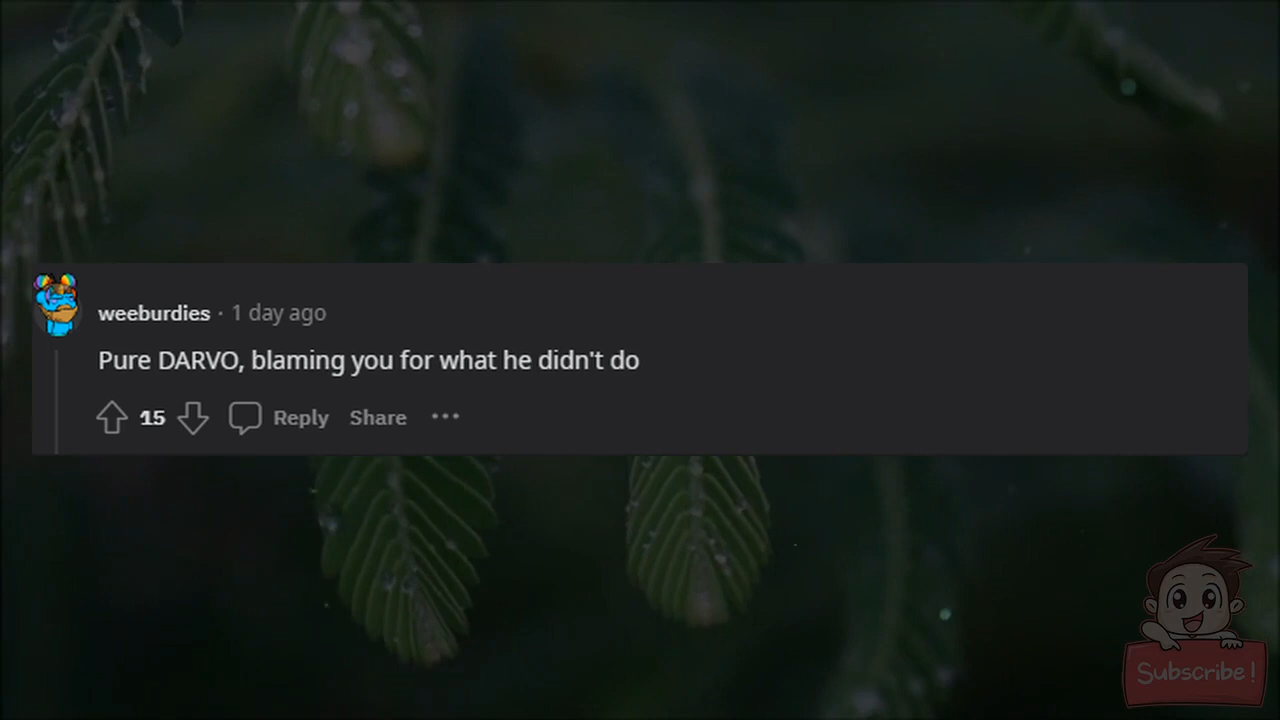 weeburdies · 1 day ago
Pure DARVO, blaming you for what he didn't do
15 Reply Share ···
Subscribe!